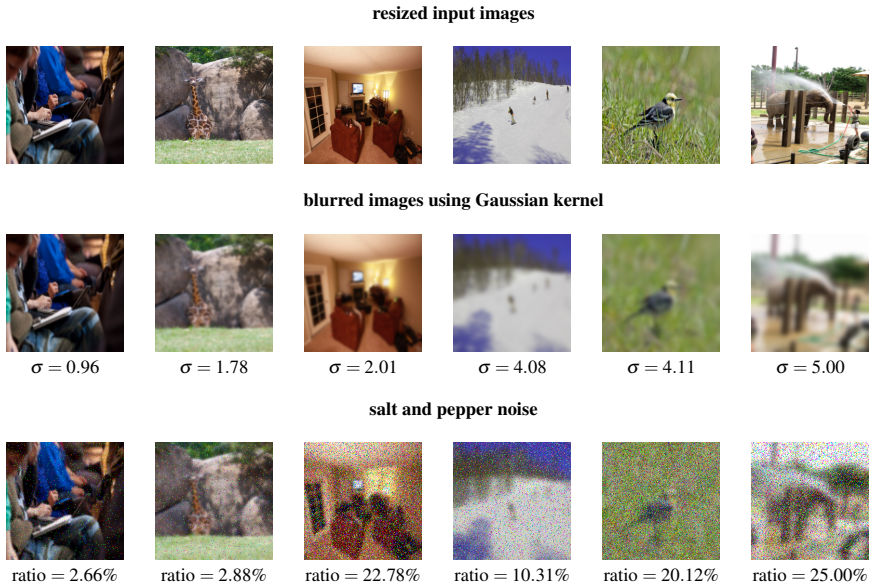 resized input images
blurred images using Gaussian kernel
σ = 0.96 σ = 1.78 σ = 2.01 σ = 4.08 σ = 4.11 σ = 5.00
salt and pepper noise
ratio = 2.66% ratio = 2.88% ratio = 22.78% ratio = 10.31% ratio = 20.12% ratio = 25.00%